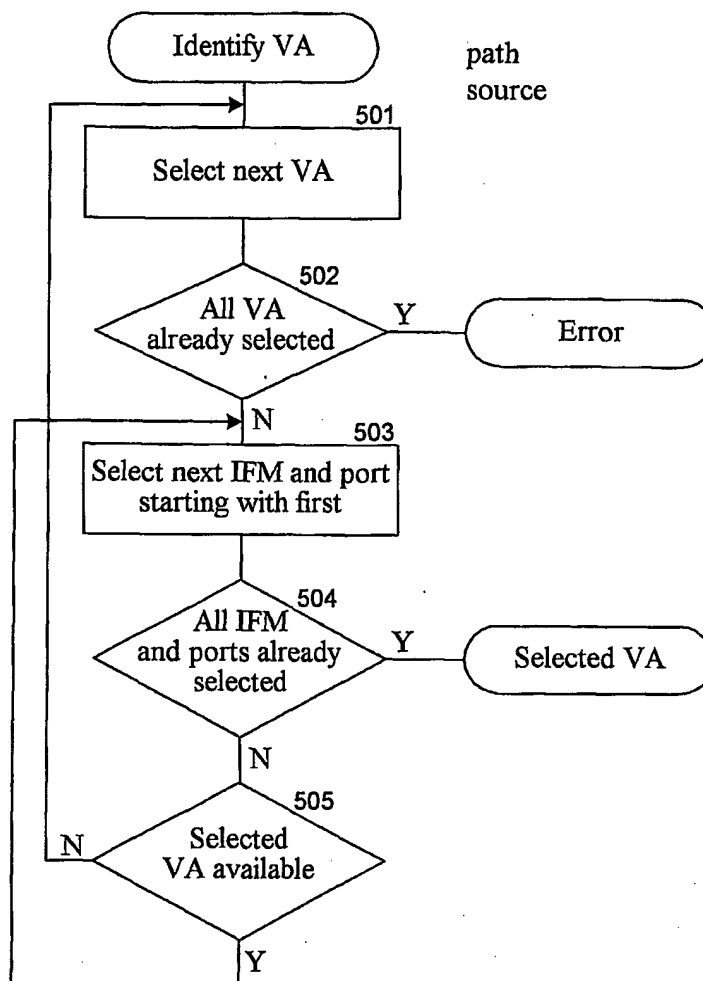 Identify VA
path
source
501
Select next VA
502
All VA
already selected
Y
Error
N
503
Select next IFM and port
starting with first
504
All IFM
and ports already
selected
Y
Selected VA
N
505
Selected
VA available
N
Y